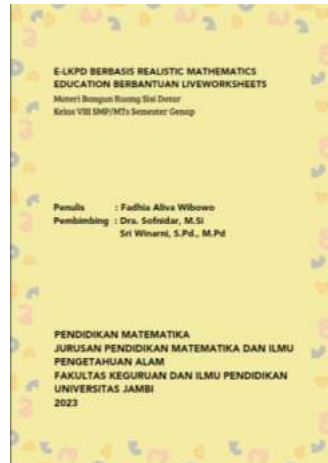 E-LKPD BERBASIS REALISTIC MATHEMATICS
EDUCATION BERBANTUAN LIVEWORKSHEETS
Materi Bangun Ruang Sisi Datar
Kelas VIII SMP/MTs Semester Genap
Penulis : Fadhia Aliva Wibowo
Pembimbing : Dra. Sofnidar, M.Si
Sri Winarni, S.Pd., M.Pd
PENDIDIKAN MATEMATIKA
JURUSAN PENDIDIKAN MATEMATIKA DAN ILMU
PENGETAHUAN ALAM
FAKULTAS KEGURUAN DAN ILMU PENDIDIKAN
UNIVERSITAS JAMBI
2023